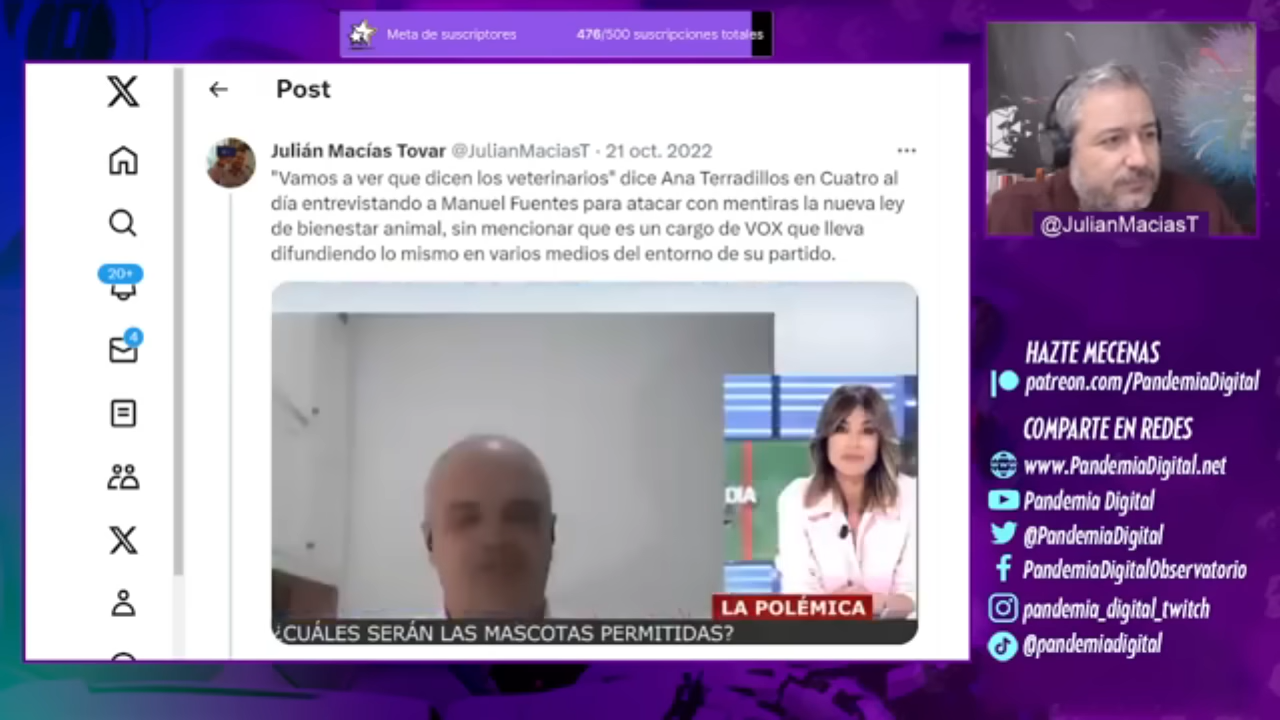 Meta de suscriptores 476/500 suscripciones totales
Post
Julián Macías Tovar @JulianMaciasT · 21 oct. 2022
"Vamos a ver que dicen los veterinarios" dice Ana Terradillos en Cuatro al
día entrevistando a Manuel Fuentes para atacar con mentiras la nueva ley
de bienestar animal, sin mencionar que es un cargo de VOX que lleva
difundiendo lo mismo en varios medios del entorno de su partido.
20+
4
DIA
LA POLÉMICA
¿CUÁLES SERÁN LAS MASCOTAS PERMITIDAS?
@JulianMaciasT
HAZTE MECENAS
patreon.com/PandemiaDigital
COMPARTE EN REDES
www.PandemiaDigital.net
Pandemia Digital
@PandemiaDigital
PandemiaDigitalObservatorio
pandemia_digital_twitch
@pandemiadigital